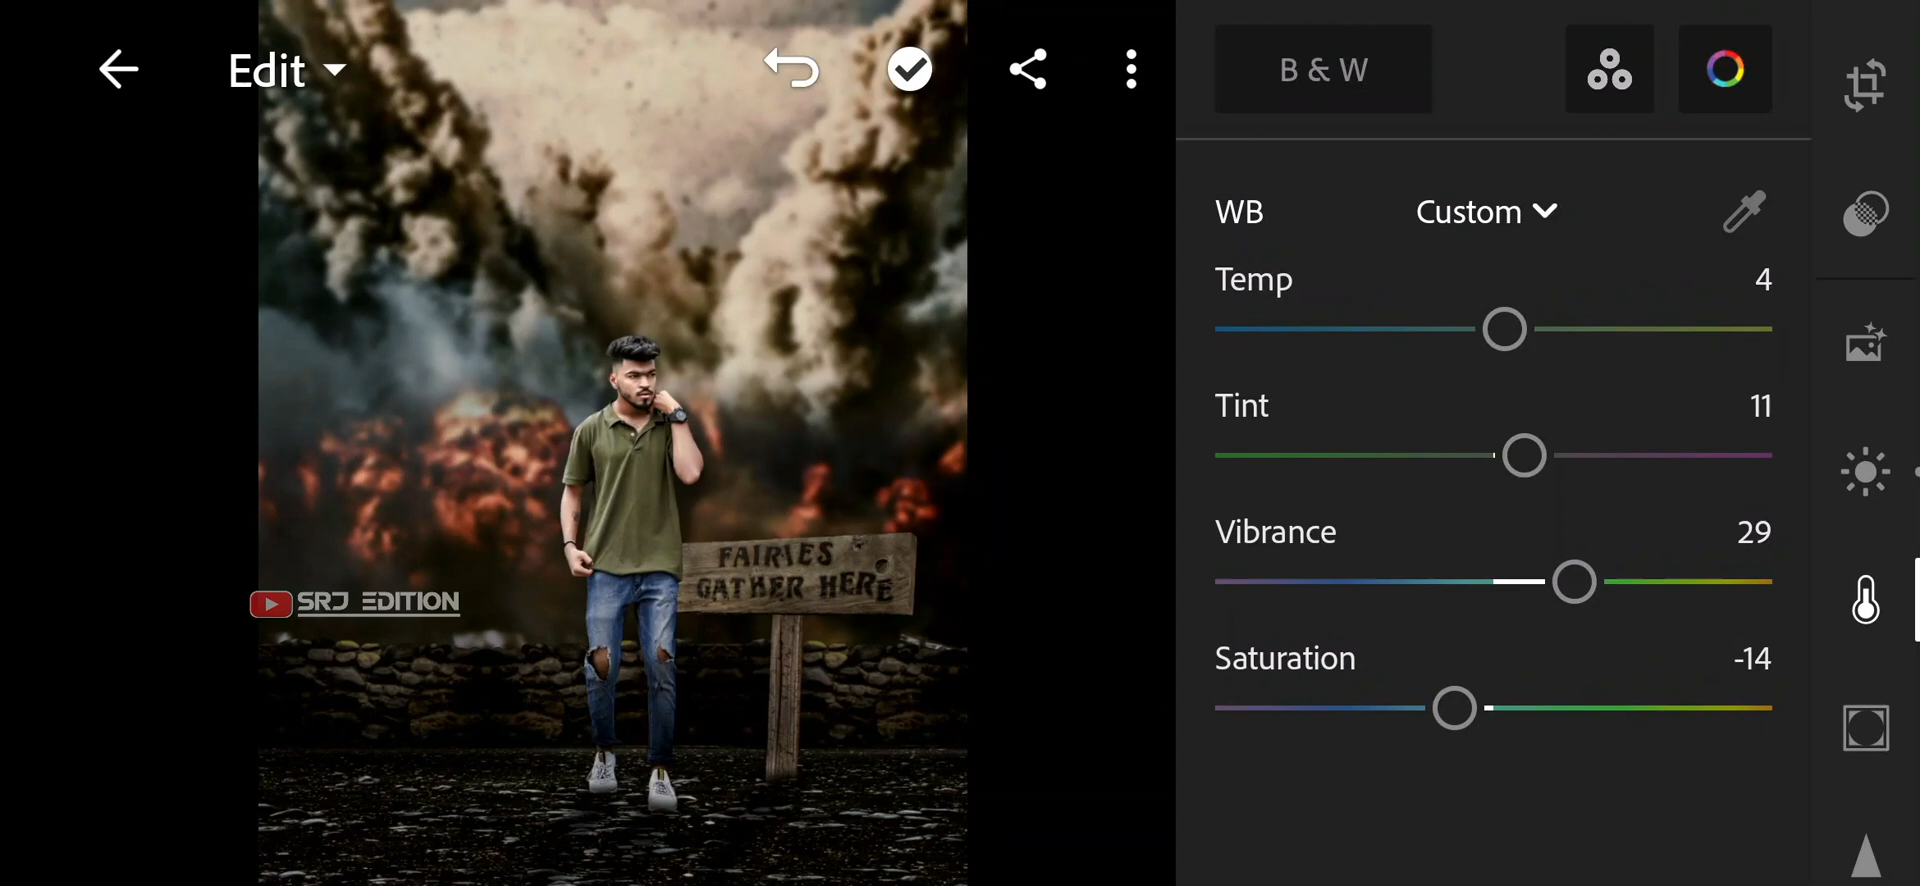 Edit
B & W
WB
Custom
Temp
4
Tint
11
Vibrance
29
Saturation
-14
FAIRIES
GATHER HERE
SRJ EDITION